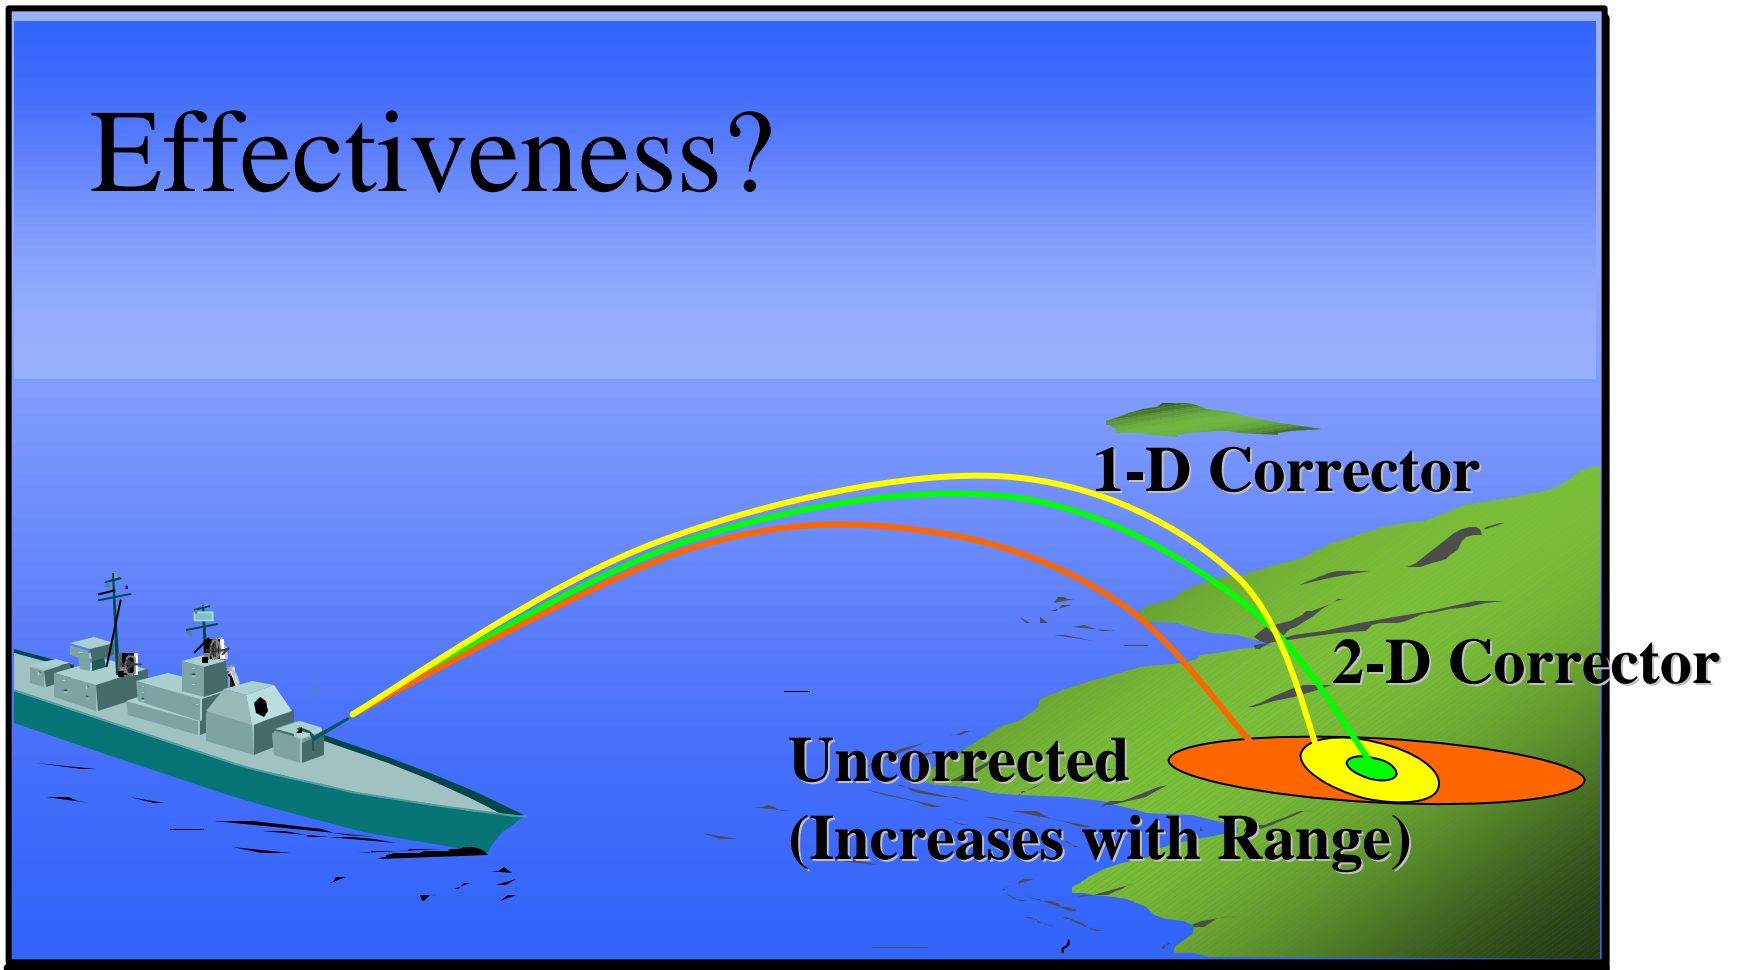 Effectiveness?
1-D Corrector
2-D Corrector
Uncorrected
(Increases with Range)